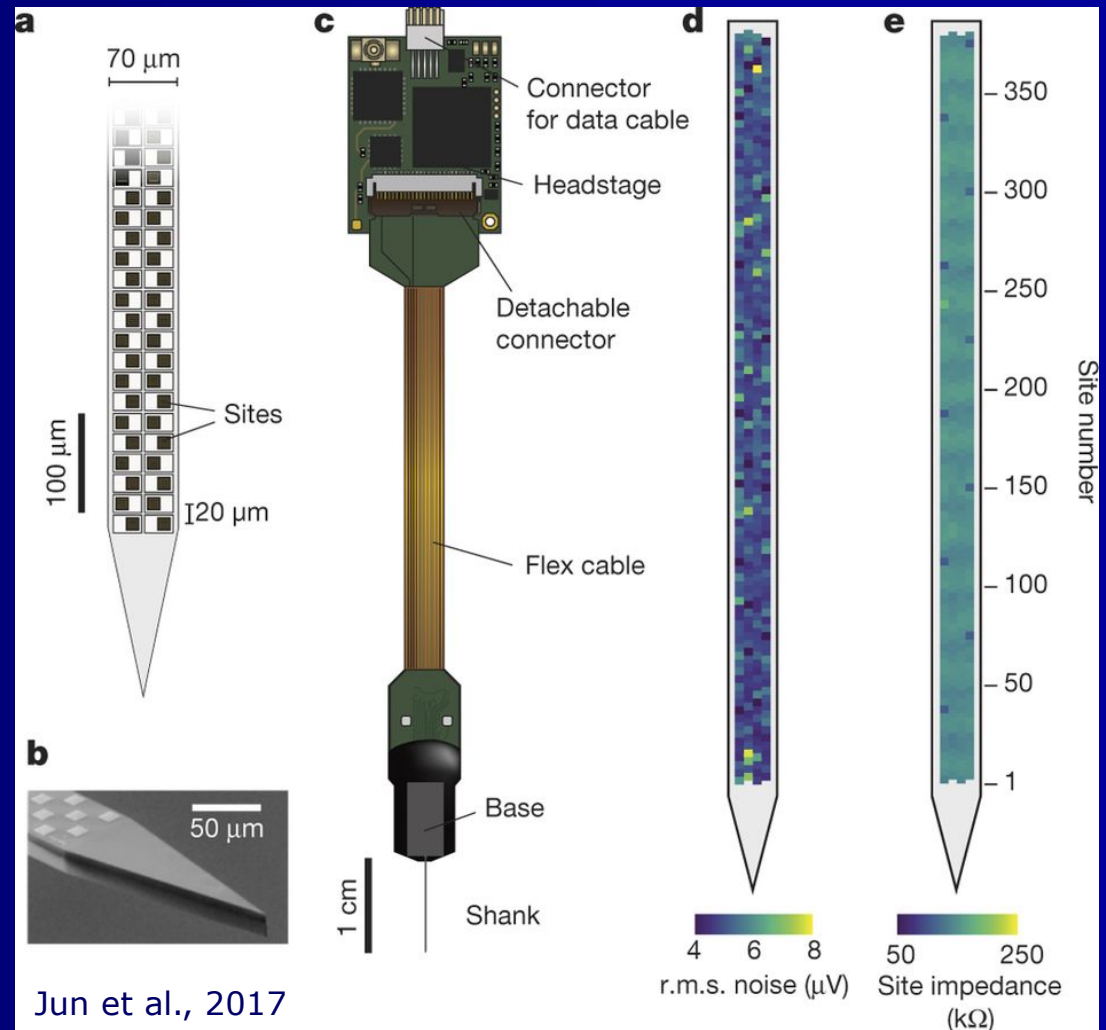 a
70 μm
100 μm
Sites
20 μm
b
50 μm
c
Connector
for data cable
Headstage
Detachable
connector
Flex cable
Base
1 cm
Shank
d
4 6 8
r.m.s. noise (μV)
e
350
300
250
200
150
100
50
1
Site number
50 250
Site impedance
(kΩ)
Jun et al., 2017